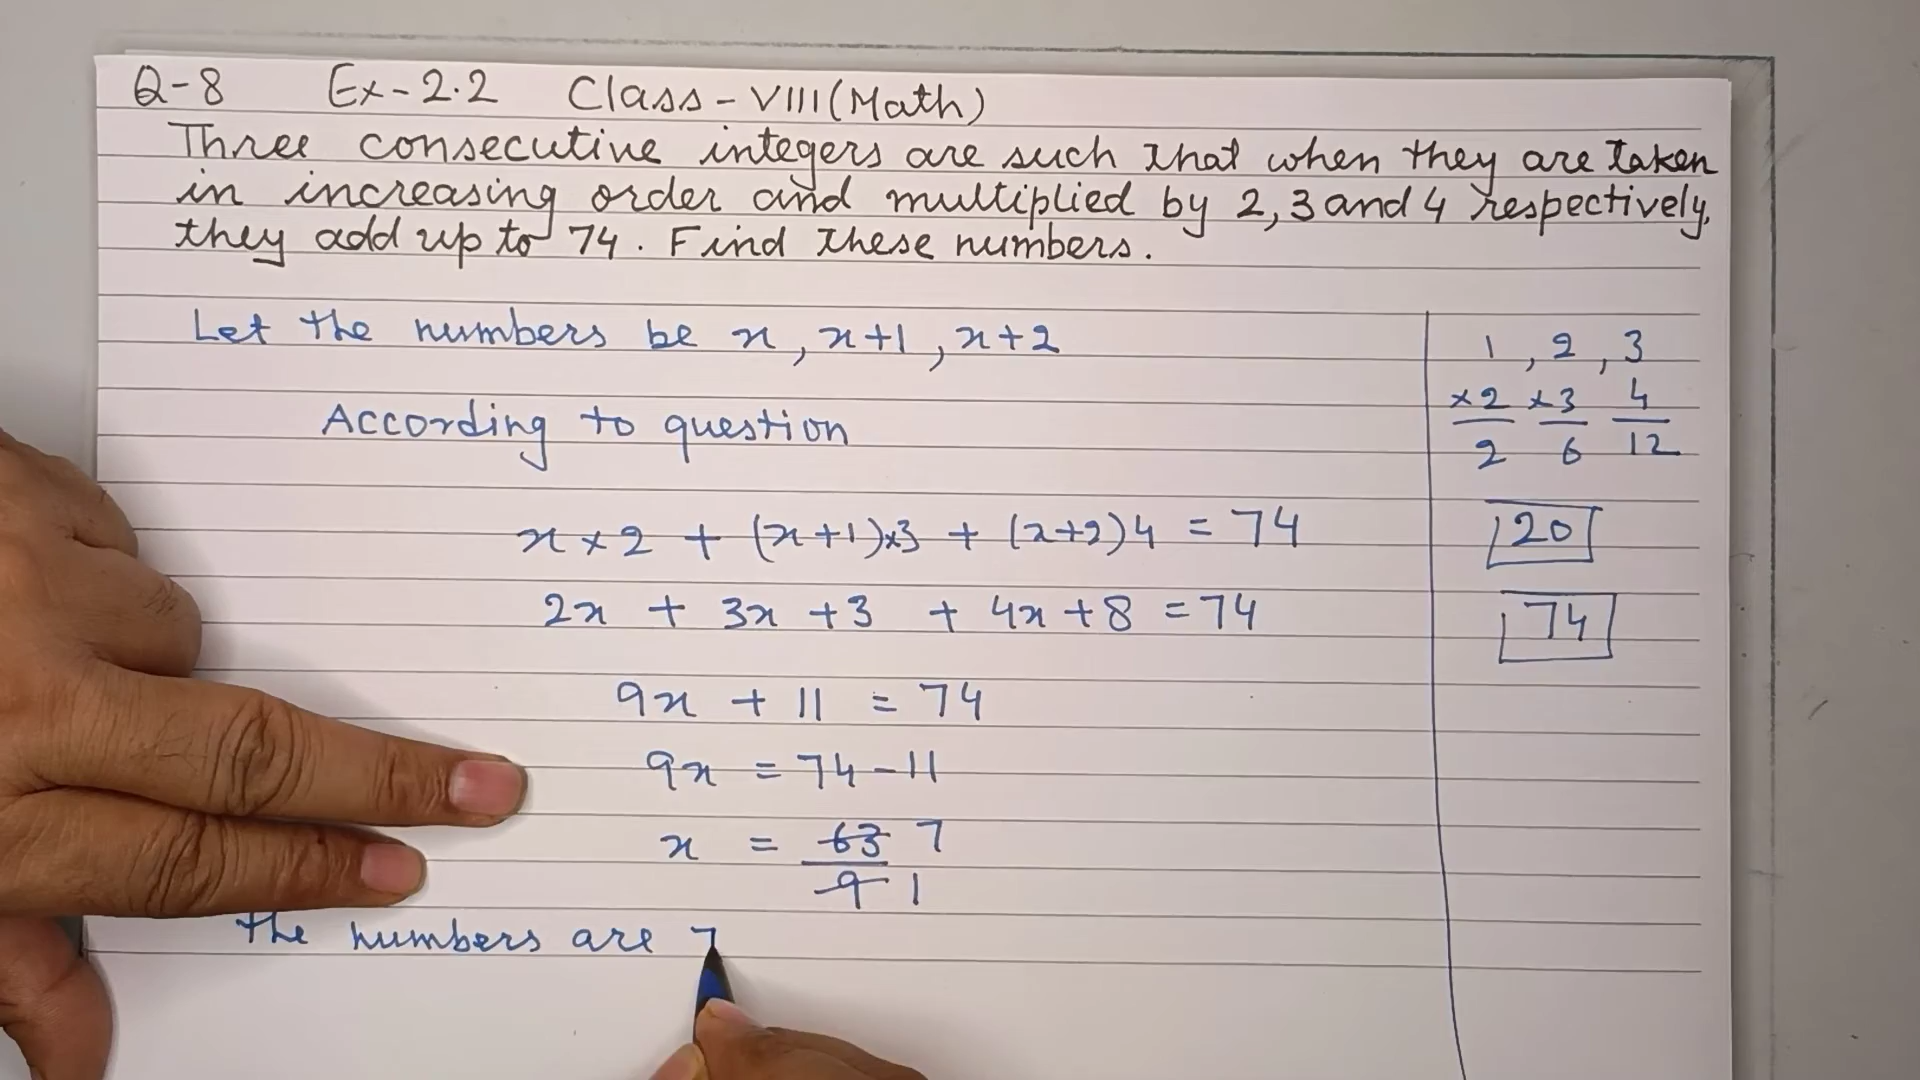 Q-8 Ex-2.2 Class-VIII(Math)
Three consecutive integers are such that when they are taken
in increasing order and multiplied by 2, 3 and 4 respectively,
they add up to 74. Find these numbers.
Let the numbers be x, x+1, x+2
According to question
x × 2 + (x+1)×3 + (x+2)4 = 74
2x + 3x + 3 + 4x + 8 = 74
9x + 11 = 74
9x = 74 - 11
x = 63 7
9 1
the numbers are 7
1, 2, 3
×2 ×3 4
2 6 12
20
74